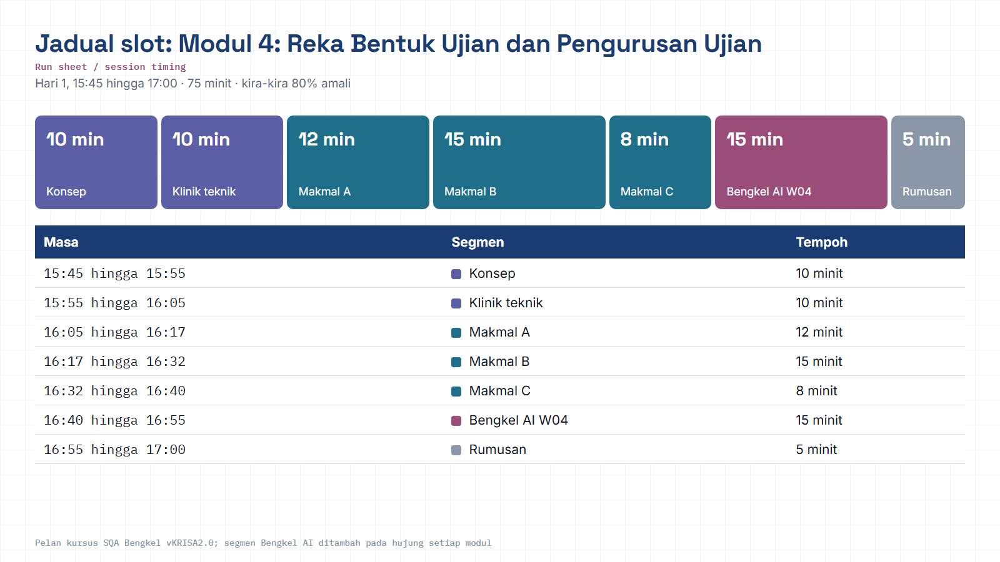 Jadual slot: Modul 4: Reka Bentuk Ujian dan Pengurusan Ujian
Run sheet / session timing
Hari 1, 15:45 hingga 17:00 · 75 minit · kira-kira 80% amali
10 min
Konsep
10 min
Klinik teknik
12 min
Makmal A
15 min
Makmal B
8 min
Makmal C
15 min
Bengkel AI W04
5 min
Rumusan
Masa Segmen Tempoh
15:45 hingga 15:55 Konsep 10 minit
15:55 hingga 16:05 Klinik teknik 10 minit
16:05 hingga 16:17 Makmal A 12 minit
16:17 hingga 16:32 Makmal B 15 minit
16:32 hingga 16:40 Makmal C 8 minit
16:40 hingga 16:55 Bengkel AI W04 15 minit
16:55 hingga 17:00 Rumusan 5 minit
Pelan kursus SQA Bengkel vKRISA2.0; segmen Bengkel AI ditambah pada hujung setiap modul